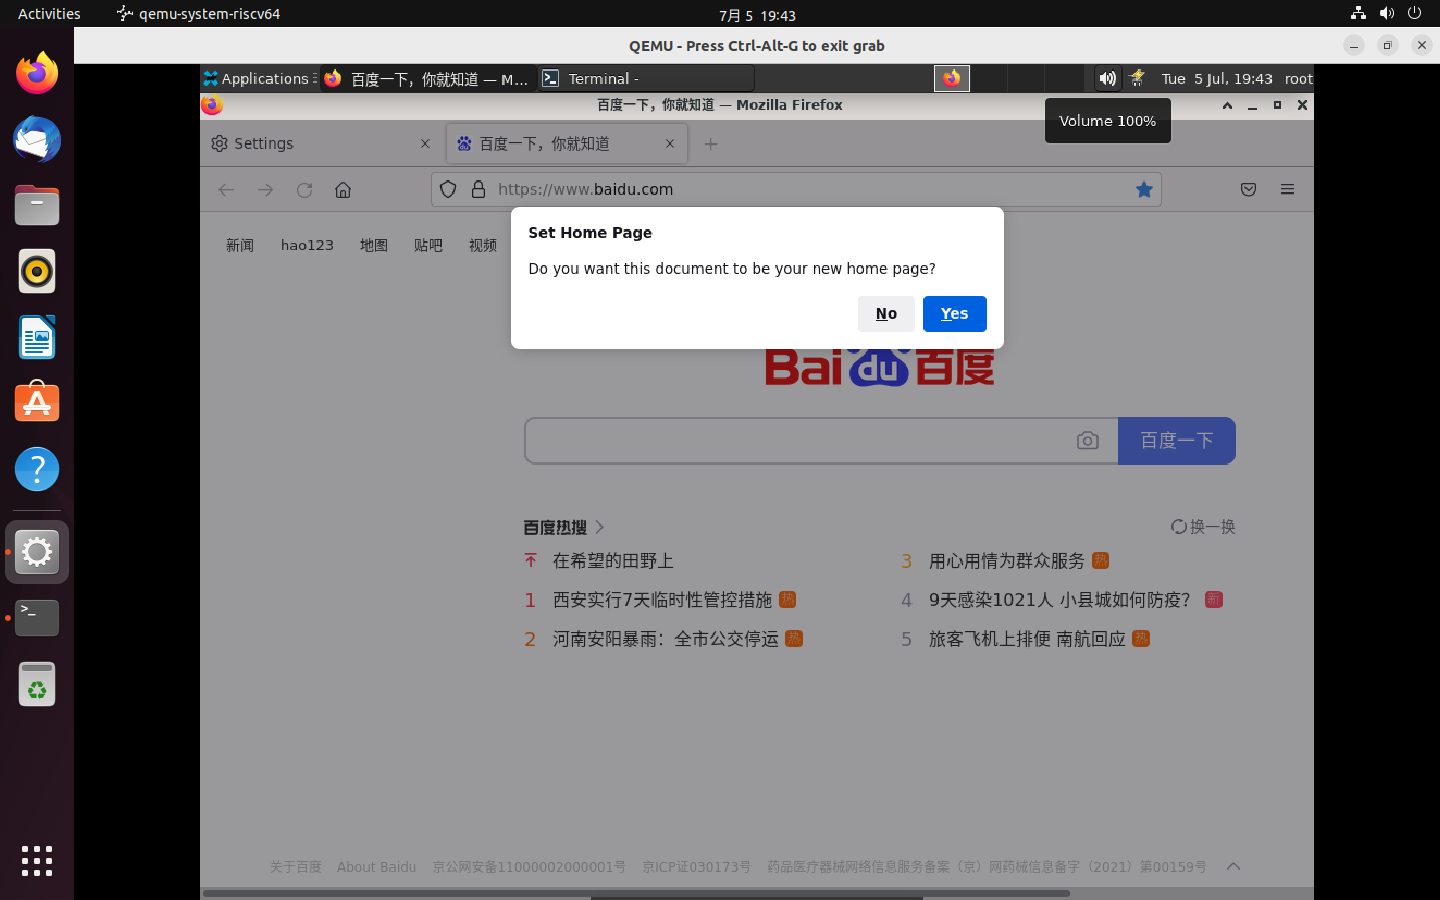 Activities qemu-system-riscv64 7月 5 19:43
QEMU - Press Ctrl-Alt-G to exit grab
Applications 百度一下，你就知道 — M... Terminal - Tue 5 Jul, 19:43 root
百度一下，你就知道 — Mozilla Firefox
Volume 100%
Settings 百度一下，你就知道
https://www.baidu.com
Set Home Page
新闻 hao123 地图 贴吧 视频
Do you want this document to be your new home page?
No Yes
Bai du 百度
百度一下
百度热搜 换一换
在希望的田野上
3 用心用情为群众服务 热
1 西安实行7天临时性管控措施 热
4 9天感染1021人 小县城如何防疫？ 新
2 河南安阳暴雨：全市公交停运 热
5 旅客飞机上排便 南航回应 热
关于百度 About Baidu 京公网安备11000002000001号 京ICP证030173号 药品医疗器械网络信息服务备案（京）网药械信息备字（2021）第00159号